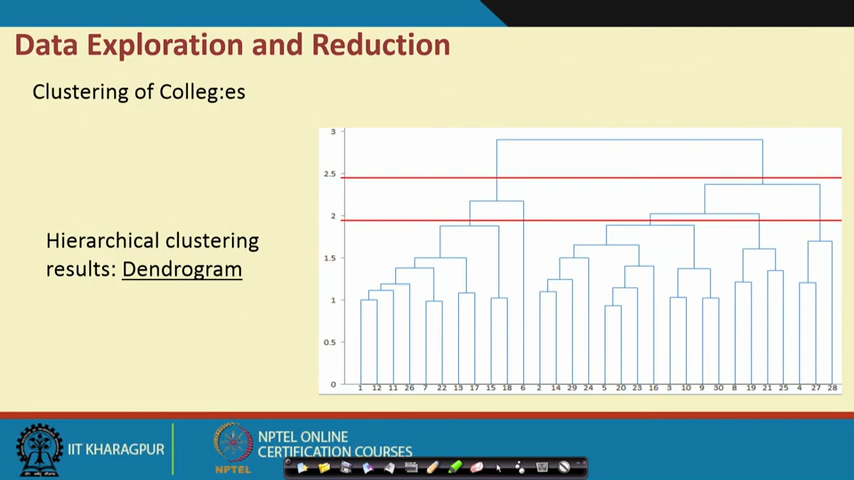 Data Exploration and Reduction
Clustering of Colleg:es
Hierarchical clustering
results: Dendrogram
3
2.5
2
1.5
1
0.5
0
1 12 11 26 7 22 13 17 15 18 6 2 14 29 24 5 20 23 16 3 10 9 30 8 19 21 25 4 27 28
IIT KHARAGPUR
NPTEL
NPTEL ONLINE
CERTIFICATION COURSES